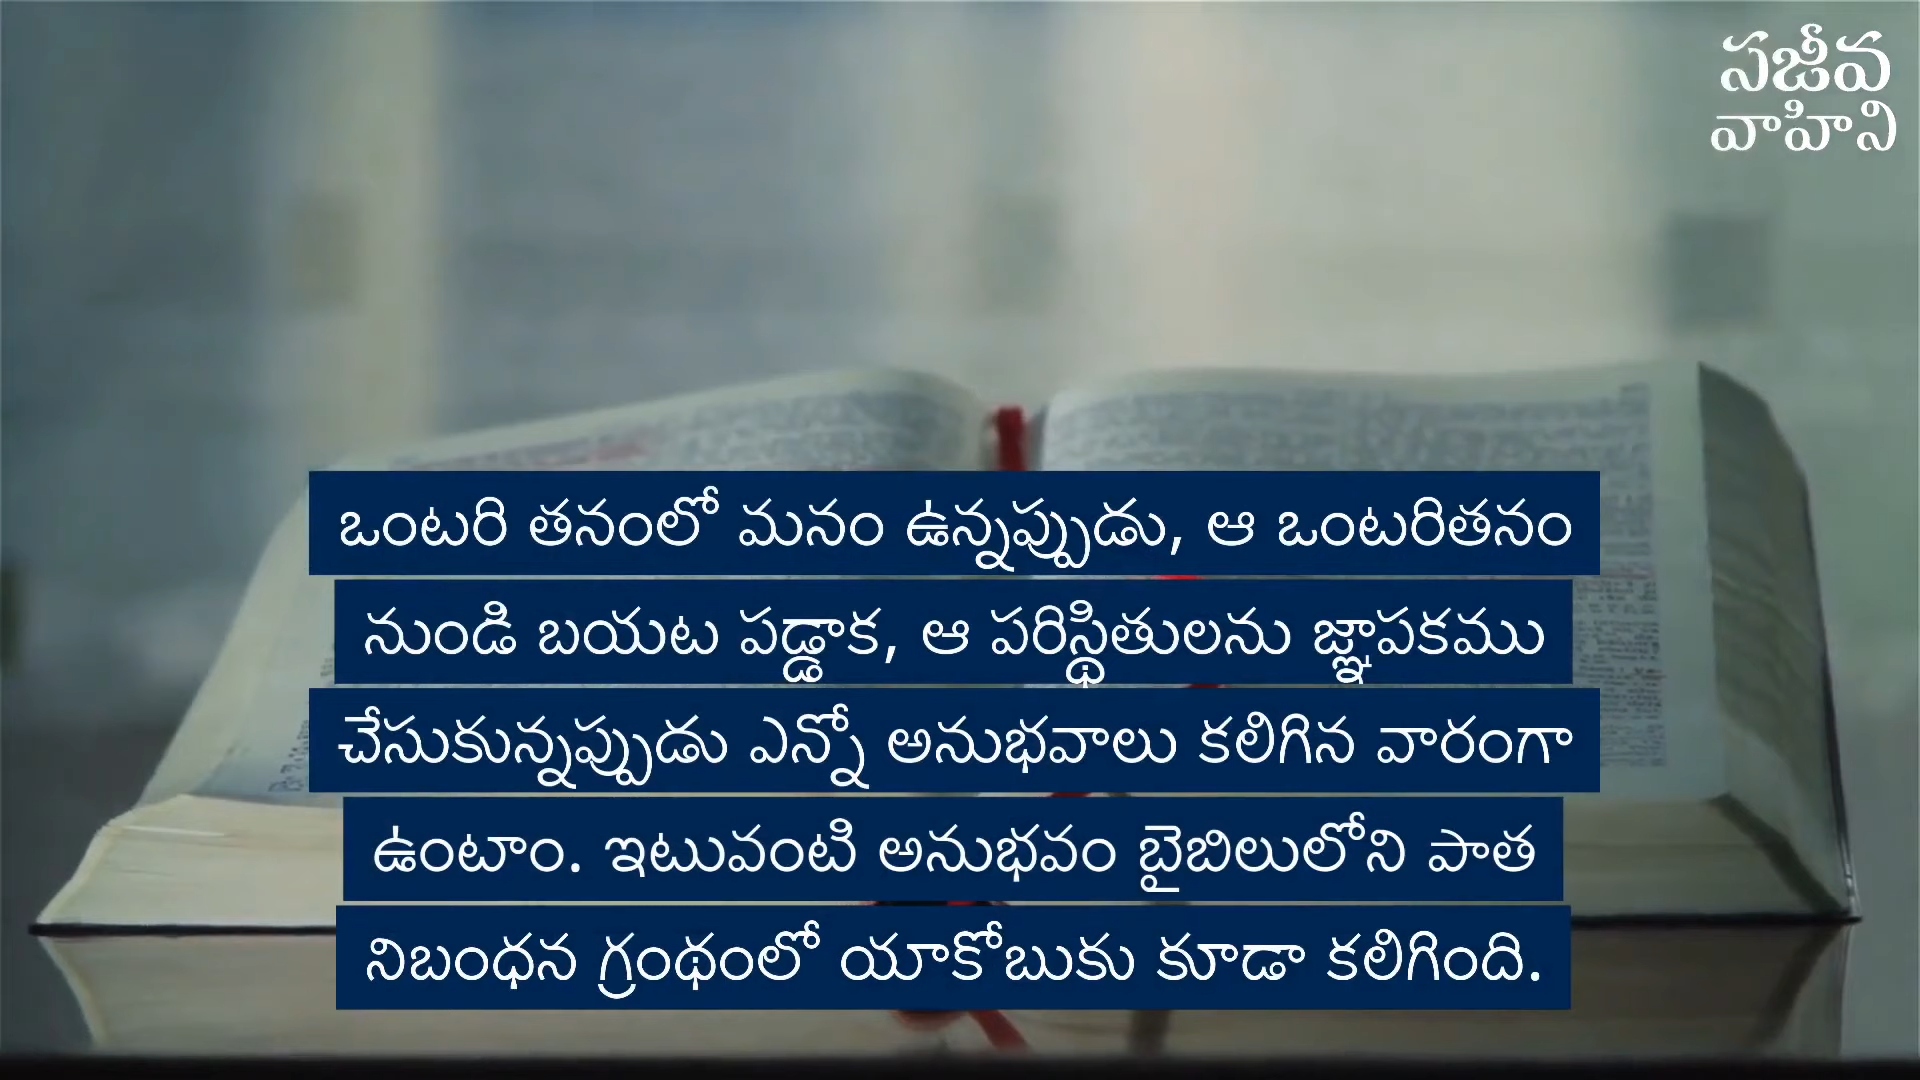 సజీవ
వాహిని
ఒంటరి తనంలో మనం ఉన్నప్పుడు, ఆ ఒంటరితనం
నుండి బయట పడ్డాక, ఆ పరిస్థితులను జ్ఞాపకము
చేసుకున్నప్పుడు ఎన్నో అనుభవాలు కలిగిన వారంగా
ఉంటాం. ఇటువంటి అనుభవం బైబిలులోని పాత
నిబంధన గ్రంథంలో యాకోబుకు కూడా కలిగింది.